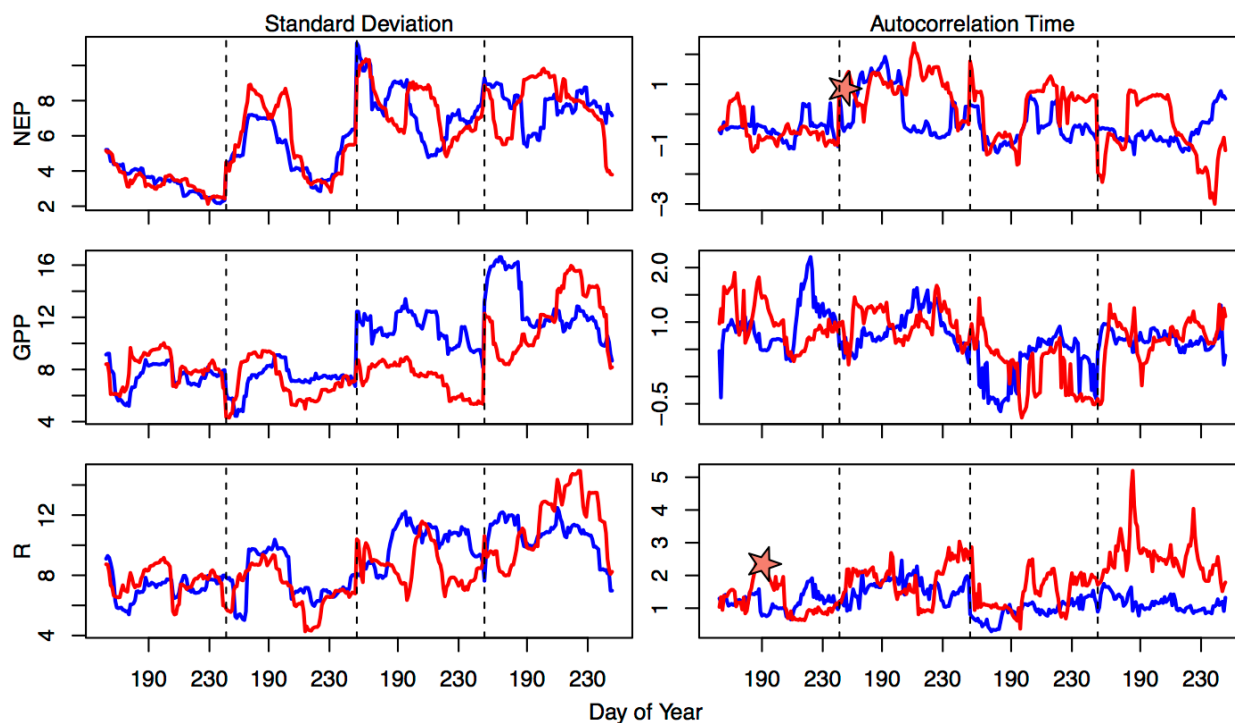 Standard Deviation
Autocorrelation Time
NEP
2 4 6 8
-3 -1 1
GPP
4 8 12 16
-0.5 1.0 2.0
R
4 8 12
1 2 3 4 5
190 230 190 230 190 230 190 230
190 230 190 230 190 230 190 230
Day of Year